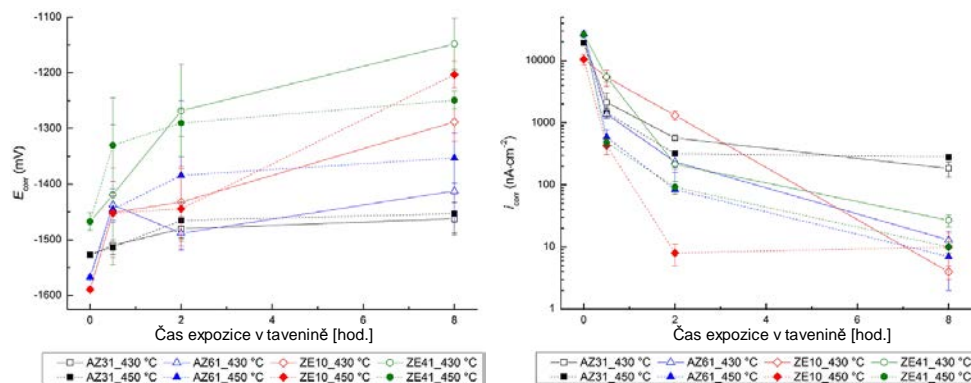 -1100
-1200
-1300
-1400
-1500
-1600
E_corr (mV)
0 2 4 6 8
Čas expozice v tavenině [hod.]
AZ31_430 °C AZ61_430 °C ZE10_430 °C ZE41_430 °C
AZ31_450 °C AZ61_450 °C ZE10_450 °C ZE41_450 °C
10000
1000
100
10
1
i_corr (nA·cm⁻²)
0 2 4 6 8
Čas expozice v tavenině [hod.]
AZ31_430 °C AZ61_430 °C ZE10_430 °C ZE41_430 °C
AZ31_450 °C AZ61_450 °C ZE10_450 °C ZE41_450 °C